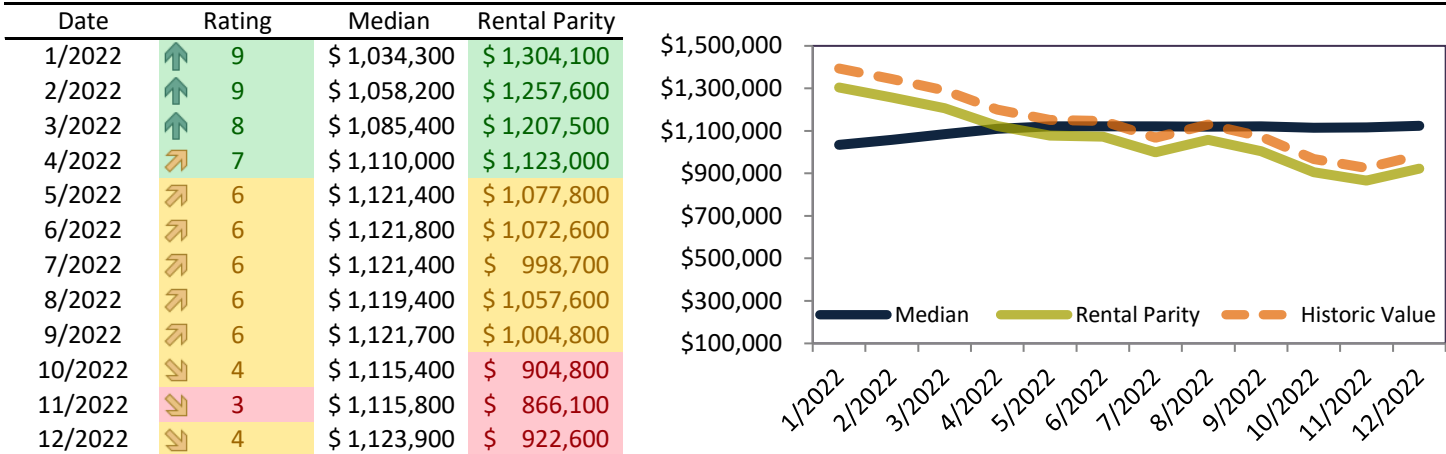 Date Rating Median Rental Parity
1/2022 9 $ 1,034,300 $ 1,304,100
2/2022 9 $ 1,058,200 $ 1,257,600
3/2022 8 $ 1,085,400 $ 1,207,500
4/2022 7 $ 1,110,000 $ 1,123,000
5/2022 6 $ 1,121,400 $ 1,077,800
6/2022 6 $ 1,121,800 $ 1,072,600
7/2022 6 $ 1,121,400 $ 998,700
8/2022 6 $ 1,119,400 $ 1,057,600
9/2022 6 $ 1,121,700 $ 1,004,800
10/2022 4 $ 1,115,400 $ 904,800
11/2022 3 $ 1,115,800 $ 866,100
12/2022 4 $ 1,123,900 $ 922,600
$1,500,000
$1,300,000
$1,100,000
$900,000
$700,000
$500,000
$300,000
$100,000
Median Rental Parity Historic Value
1/2022 2/2022 3/2022 4/2022 5/2022 6/2022 7/2022 8/2022 9/2022 10/2022 11/2022 12/2022